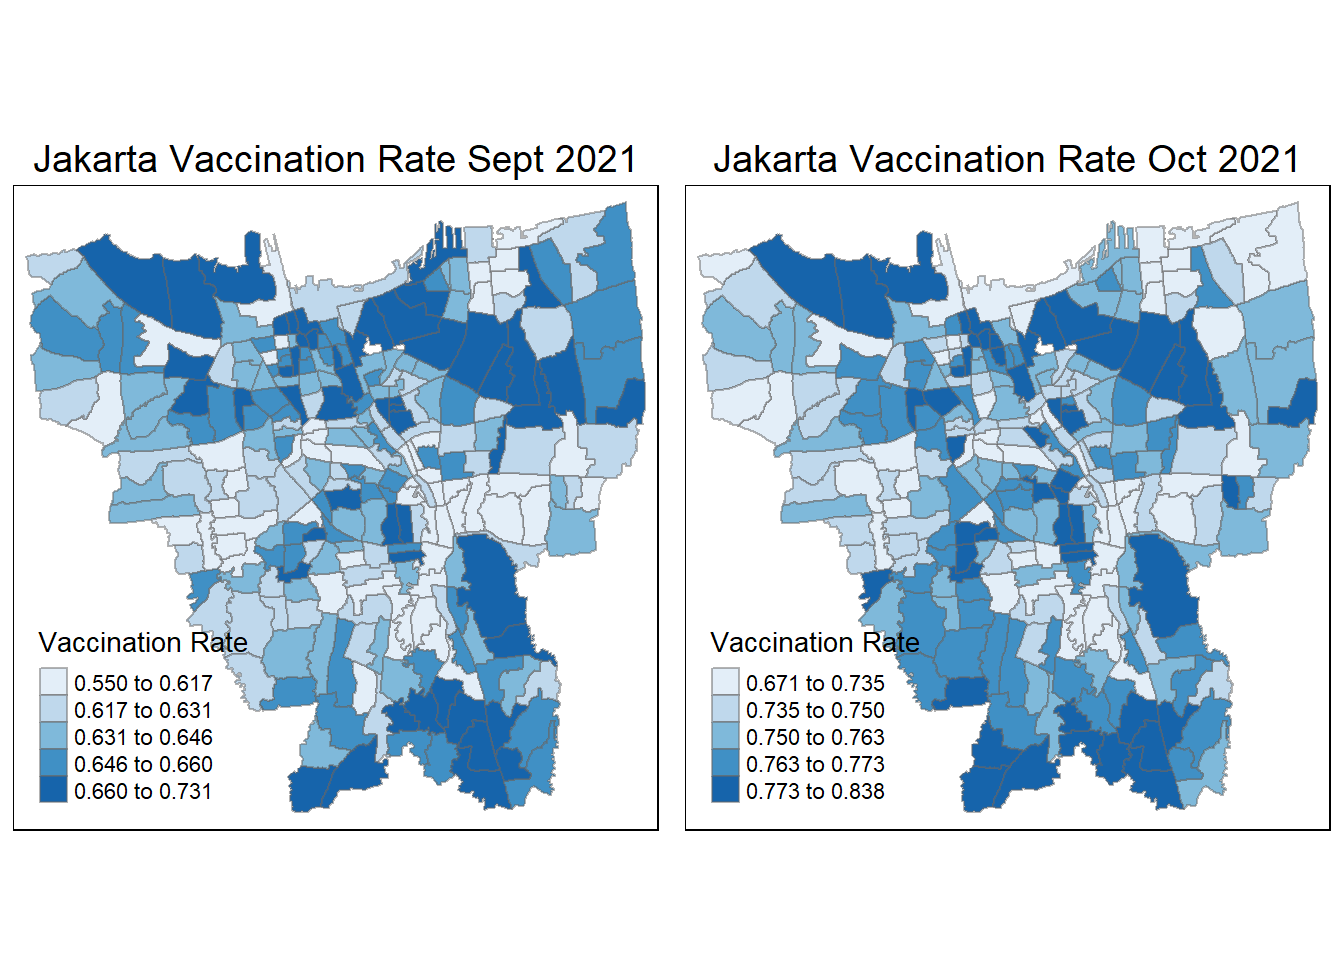 Jakarta Vaccination Rate Sept 2021
Vaccination Rate
0.550 to 0.617
0.617 to 0.631
0.631 to 0.646
0.646 to 0.660
0.660 to 0.731
Jakarta Vaccination Rate Oct 2021
Vaccination Rate
0.671 to 0.735
0.735 to 0.750
0.750 to 0.763
0.763 to 0.773
0.773 to 0.838